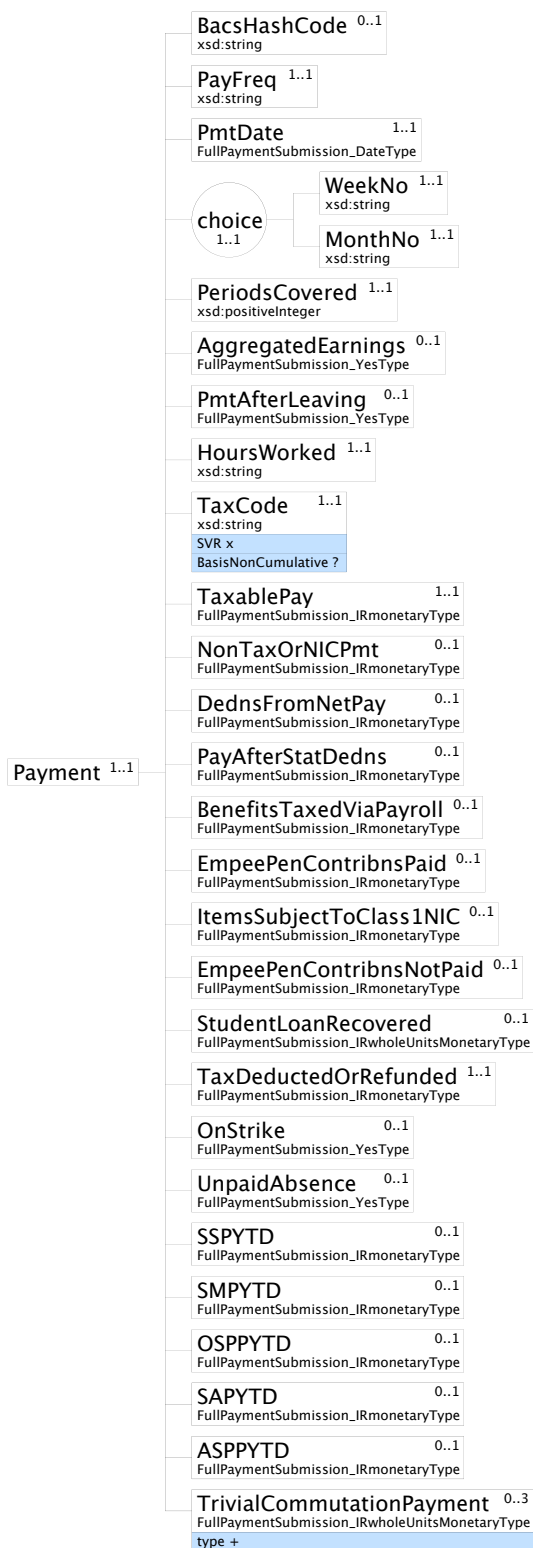 BacsHashCode 0..1
xsd:string
PayFreq 1..1
xsd:string
PmtDate 1..1
FullPaymentSubmission_DateType
choice
1..1
WeekNo 1..1
xsd:string
MonthNo 1..1
xsd:string
PeriodsCovered 1..1
xsd:positiveInteger
AggregatedEarnings 0..1
FullPaymentSubmission_YesType
PmtAfterLeaving 0..1
FullPaymentSubmission_YesType
HoursWorked 1..1
xsd:string
TaxCode 1..1
xsd:string
SVR x
BasisNonCumulative ?
TaxablePay 1..1
FullPaymentSubmission_IRmonetaryType
NonTaxOrNICPmt 0..1
FullPaymentSubmission_IRmonetaryType
DednsFromNetPay 0..1
FullPaymentSubmission_IRmonetaryType
Payment 1..1
PayAfterStatDedns 0..1
FullPaymentSubmission_IRmonetaryType
BenefitsTaxedViaPayroll 0..1
FullPaymentSubmission_IRmonetaryType
EmpeePenContribnsPaid 0..1
FullPaymentSubmission_IRmonetaryType
ItemsSubjectToClass1NIC 0..1
FullPaymentSubmission_IRmonetaryType
EmpeePenContribnsNotPaid 0..1
FullPaymentSubmission_IRmonetaryType
StudentLoanRecovered 0..1
FullPaymentSubmission_IRwholeUnitsMonetaryType
TaxDeductedOrRefunded 1..1
FullPaymentSubmission_IRmonetaryType
OnStrike 0..1
FullPaymentSubmission_YesType
UnpaidAbsence 0..1
FullPaymentSubmission_YesType
SSPYTD 0..1
FullPaymentSubmission_IRmonetaryType
SMPYTD 0..1
FullPaymentSubmission_IRmonetaryType
OSPPYTD 0..1
FullPaymentSubmission_IRmonetaryType
SAPYTD 0..1
FullPaymentSubmission_IRmonetaryType
ASPPYTD 0..1
FullPaymentSubmission_IRmonetaryType
TrivialCommutationPayment 0..3
FullPaymentSubmission_IRwholeUnitsMonetaryType
type +